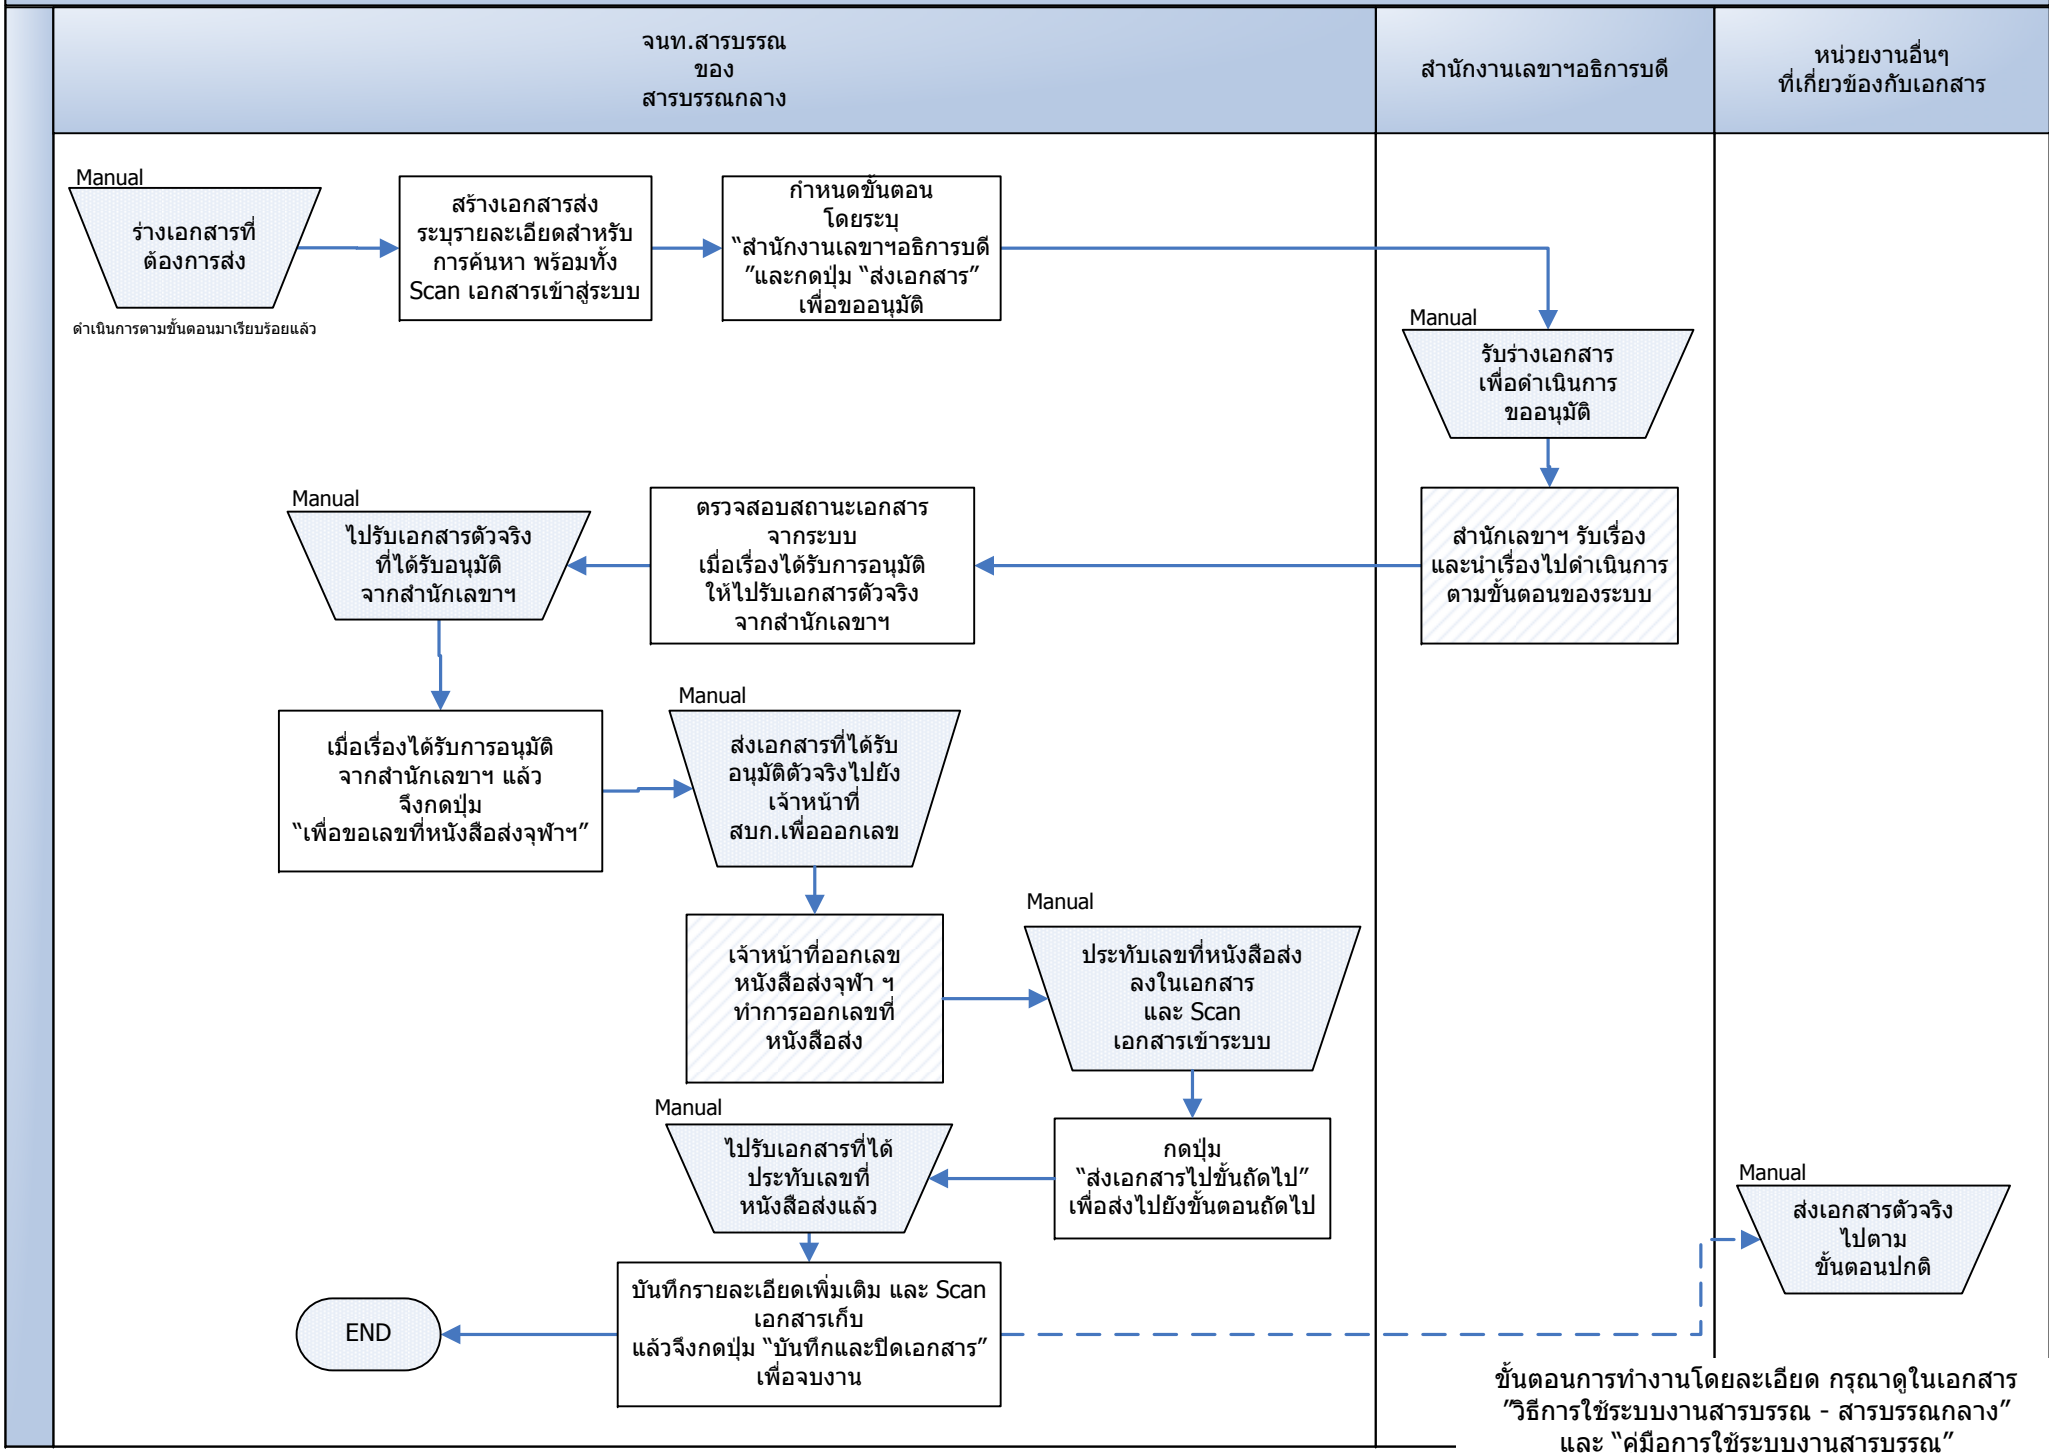 จนท.สารบรรณ
ของ
สารบรรณกลาง
สำนักงานเลขาฯอธิการบดี
หน่วยงานอื่นๆ
ที่เกี่ยวข้องกับเอกสาร
Manual
ร่างเอกสารที่
ต้องการส่ง
ดำเนินการตามขั้นตอนมาเรียบร้อยแล้ว
สร้างเอกสารส่ง
ระบุรายละเอียดสำหรับ
การค้นหา พร้อมทั้ง
Scan เอกสารเข้าสู่ระบบ
กำหนดขั้นตอน
โดยระบุ
“สำนักงานเลขาฯอธิการบดี
”และกดปุ่ม “ส่งเอกสาร”
เพื่อขออนุมัติ
Manual
รับร่างเอกสาร
เพื่อดำเนินการ
ขออนุมัติ
สำนักเลขาฯ รับเรื่อง
และนำเรื่องไปดำเนินการ
ตามขั้นตอนของระบบ
ตรวจสอบสถานะเอกสาร
จากระบบ
เมื่อเรื่องได้รับการอนุมัติ
ให้ไปรับเอกสารตัวจริง
จากสำนักเลขาฯ
Manual
ไปรับเอกสารตัวจริง
ที่ได้รับอนุมัติ
จากสำนักเลขาฯ
เมื่อเรื่องได้รับการอนุมัติ
จากสำนักเลขาฯ แล้ว
จึงกดปุ่ม
“เพื่อขอเลขที่หนังสือส่งจุฬาฯ”
Manual
ส่งเอกสารที่ได้รับ
อนุมัติตัวจริงไปยัง
เจ้าหน้าที่
สบก.เพื่อออกเลข
เจ้าหน้าที่ออกเลข
หนังสือส่งจุฬา ฯ
ทำการออกเลขที่
หนังสือส่ง
Manual
ประทับเลขที่หนังสือส่ง
ลงในเอกสาร
และ Scan
เอกสารเข้าระบบ
กดปุ่ม
“ส่งเอกสารไปขั้นถัดไป”
เพื่อส่งไปยังขั้นตอนถัดไป
Manual
ไปรับเอกสารที่ได้
ประทับเลขที่
หนังสือส่งแล้ว
บันทึกรายละเอียดเพิ่มเติม และ Scan
เอกสารเก็บ
แล้วจึงกดปุ่ม “บันทึกและปิดเอกสาร”
เพื่อจบงาน
END
Manual
ส่งเอกสารตัวจริง
ไปตาม
ขั้นตอนปกติ
ขั้นตอนการทำงานโดยละเอียด กรุณาดูในเอกสาร
”วิธีการใช้ระบบงานสารบรรณ - สารบรรณกลาง”
และ “คู่มือการใช้ระบบงานสารบรรณ”